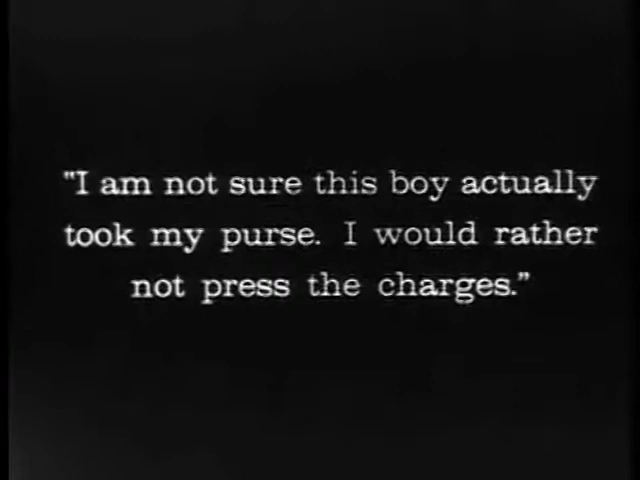 "I am not sure this boy actually
took my purse. I would rather
not press the charges."